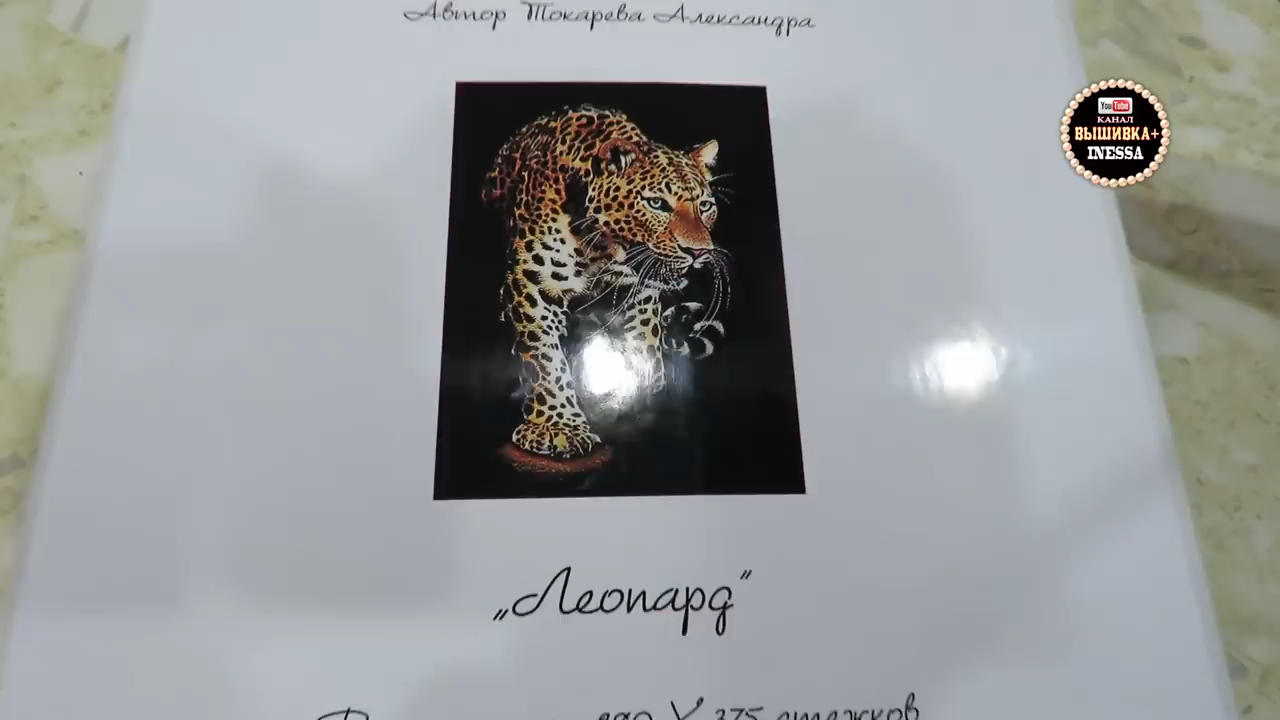 Автор Токарева Александра
YouTube
КАНАЛ
ВЫШИВКА+
INESSA
„Леопард”
X 375 стежков